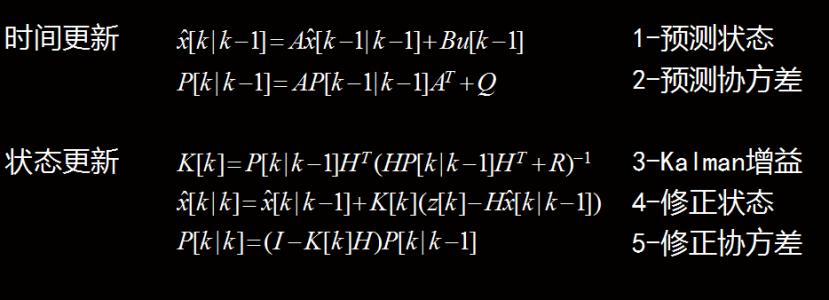 时间更新 x̂[k|k−1]=Ax̂[k−1|k−1]+Bu[k−1] 1-预测状态
P[k|k−1]=AP[k−1|k−1]Aᵀ+Q 2-预测协方差
状态更新 K[k]=P[k|k−1]Hᵀ(HP[k|k−1]Hᵀ+R)⁻¹ 3-Kalman增益
x̂[k|k]=x̂[k|k−1]+K[k](z[k]−Hx̂[k|k−1]) 4-修正状态
P[k|k]=(I−K[k]H)P[k|k−1] 5-修正协方差